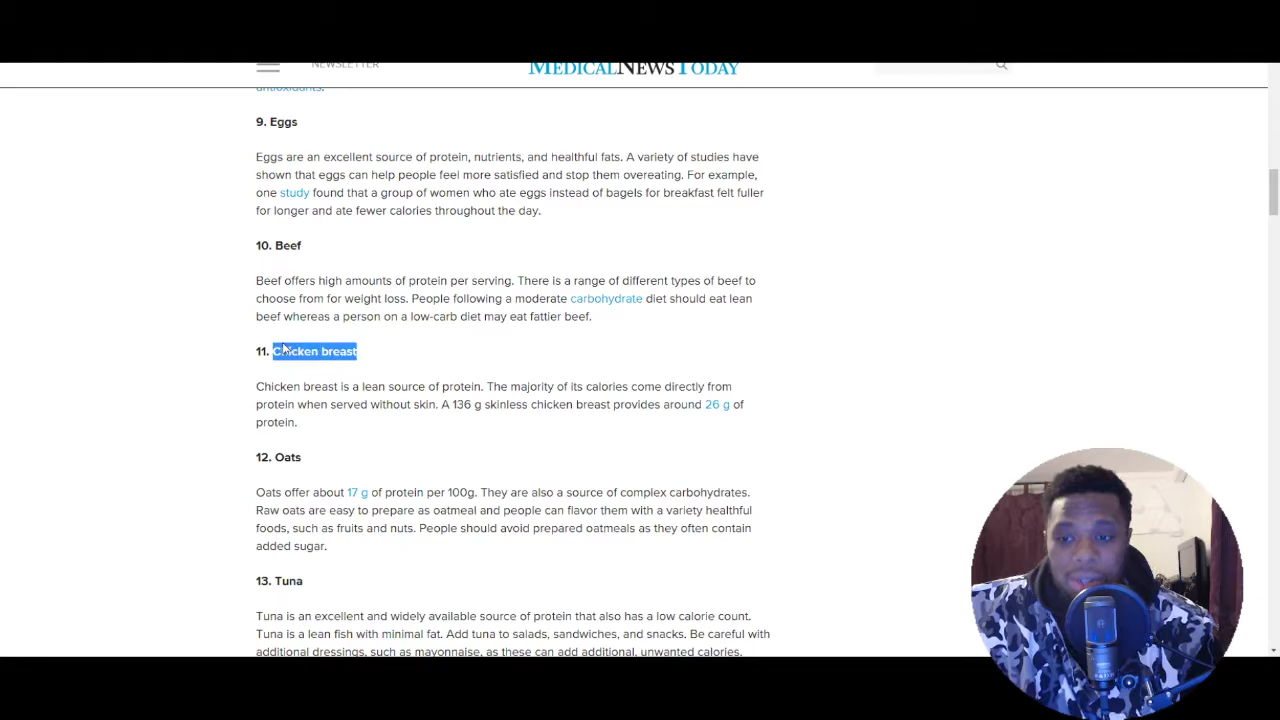 NEWSLETTER
MEDICALNEWSTODAY
antioxidants.
9. Eggs
Eggs are an excellent source of protein, nutrients, and healthful fats. A variety of studies have
shown that eggs can help people feel more satisfied and stop them overeating. For example,
one study found that a group of women who ate eggs instead of bagels for breakfast felt fuller
for longer and ate fewer calories throughout the day.
10. Beef
Beef offers high amounts of protein per serving. There is a range of different types of beef to
choose from for weight loss. People following a moderate carbohydrate diet should eat lean
beef whereas a person on a low-carb diet may eat fattier beef.
11. Chicken breast
Chicken breast is a lean source of protein. The majority of its calories come directly from
protein when served without skin. A 136 g skinless chicken breast provides around 26 g of
protein.
12. Oats
Oats offer about 17 g of protein per 100g. They are also a source of complex carbohydrates.
Raw oats are easy to prepare as oatmeal and people can flavor them with a variety healthful
foods, such as fruits and nuts. People should avoid prepared oatmeals as they often contain
added sugar.
13. Tuna
Tuna is an excellent and widely available source of protein that also has a low calorie count.
Tuna is a lean fish with minimal fat. Add tuna to salads, sandwiches, and snacks. Be careful with
additional dressings, such as mayonnaise, as these can add additional, unwanted calories.